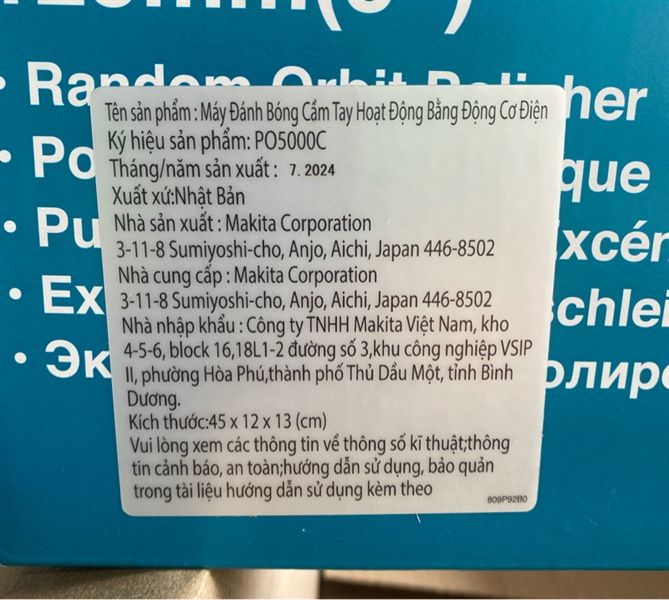 • Random Orbit Polisher
• Po que
• Pu Excén
• Ex schlei
• Эк олиро
Tên sản phẩm : Máy Đánh Bóng Cầm Tay Hoạt Động Bằng Động Cơ Điện
Ký hiệu sản phẩm: PO5000C
Tháng/năm sản xuất : 7. 2024
Xuất xứ:Nhật Bản
Nhà sản xuất : Makita Corporation
3-11-8 Sumiyoshi-cho, Anjo, Aichi, Japan 446-8502
Nhà cung cấp : Makita Corporation
3-11-8 Sumiyoshi-cho, Anjo, Aichi, Japan 446-8502
Nhà nhập khẩu : Công ty TNHH Makita Việt Nam, kho
4-5-6, block 16,18L1-2 đường số 3,khu công nghiệp VSIP
II, phường Hòa Phú,thành phố Thủ Dầu Một, tỉnh Bình
Dương.
Kích thước:45 x 12 x 13 (cm)
Vui lòng xem các thông tin về thông số kĩ thuật;thông
tin cảnh báo, an toàn;hướng dẫn sử dụng, bảo quản
trong tài liệu hướng dẫn sử dụng kèm theo
809P92B0